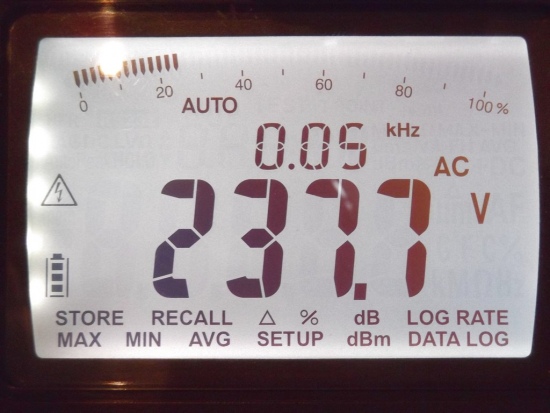 0 20 40 60 80 100 %
AUTO
0.05 kHz
AC
237.7 V
STORE RECALL △ % dB LOG RATE
MAX MIN AVG SETUP dBm DATA LOG